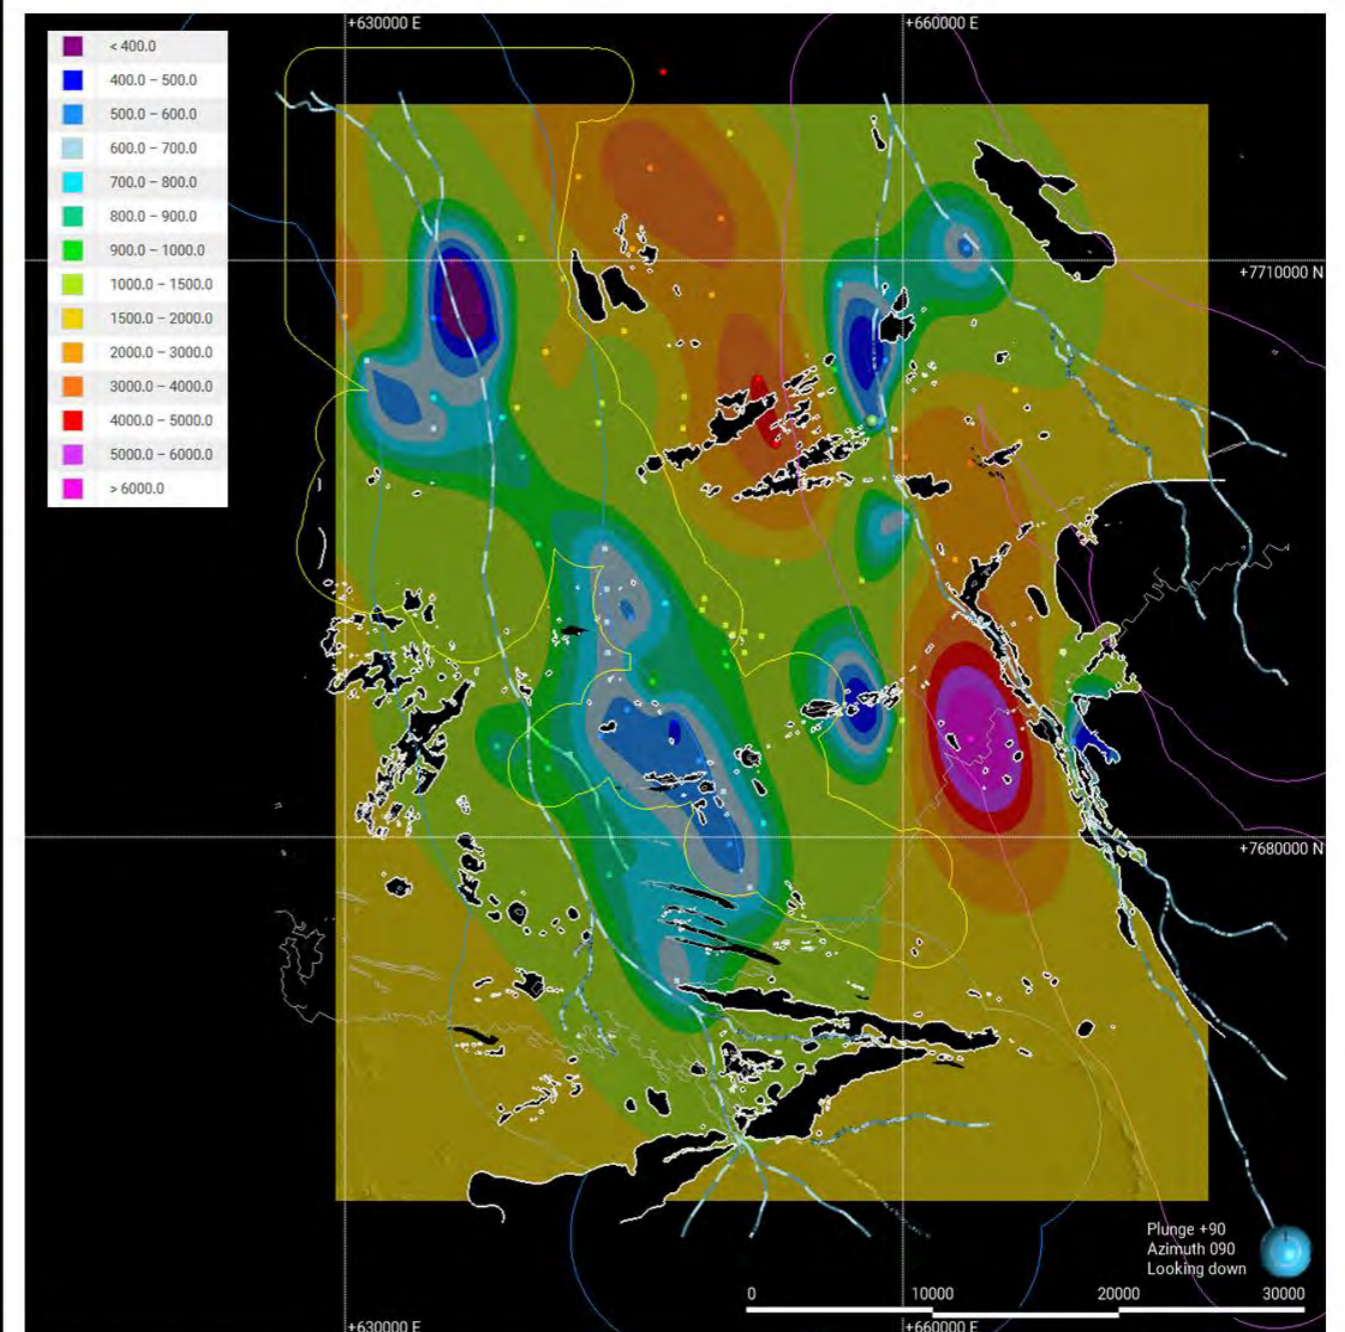 +630000 E
+660000 E
< 400.0
400.0 – 500.0
500.0 – 600.0
600.0 – 700.0
700.0 – 800.0
800.0 – 900.0
900.0 – 1000.0
1000.0 – 1500.0
1500.0 – 2000.0
2000.0 – 3000.0
3000.0 – 4000.0
4000.0 – 5000.0
5000.0 – 6000.0
> 6000.0
+7710000 N
+7680000 N
Plunge +90
Azimuth 090
Looking down
0 10000 20000 30000
+630000 E
+660000 E